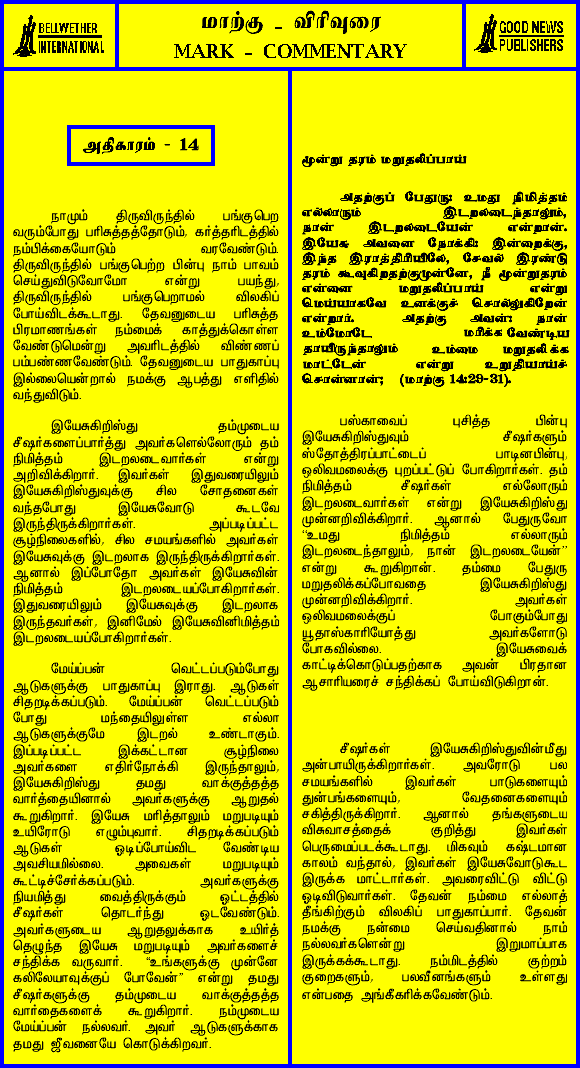 BELLWETHER
INTERNATIONAL
மாற்கு - விரிவுரை
MARK - COMMENTARY
GOOD NEWS
PUBLISHERS
அதிகாரம் - 14
நாமும் திருவிருந்தில் பங்குபெற
வரும்போது பரிசுத்தத்தோடும், கர்த்தரிடத்தில்
நம்பிக்கையோடும் வரவேண்டும்.
திருவிருந்தில் பங்குபெற்ற பின்பு நாம் பாவம்
செய்துவிடுவோமோ என்று பயந்து,
திருவிருந்தில் பங்குபெறாமல் விலகிப்
போய்விடக்கூடாது. தேவனுடைய பரிசுத்த
பிரமாணங்கள் நம்மைக் காத்துக்கொள்ள
வேண்டுமென்று அவரிடத்தில் விண்ணப்
பம்பண்ணவேண்டும். தேவனுடைய பாதுகாப்பு
இல்லையென்றால் நமக்கு ஆபத்து எளிதில்
வந்துவிடும்.
இயேசுகிறிஸ்து தம்முடைய
சீஷர்களைப்பார்த்து அவர்களெல்லோரும் தம்
நிமித்தம் இடறலடைவார்கள் என்று
அறிவிக்கிறார். இவர்கள் இதுவரையிலும்
இயேசுகிறிஸ்துவுக்கு சில சோதனைகள்
வந்தபோது இயேசுவோடு கூடவே
இருந்திருக்கிறார்கள். அப்படிப்பட்ட
சூழ்நிலைகளில், சில சமயங்களில் அவர்கள்
இயேசுவுக்கு இடறலாக இருந்திருக்கிறார்கள்.
ஆனால் இப்போதோ அவர்கள் இயேசுவின்
நிமித்தம் இடறலடையப்போகிறார்கள்.
இதுவரையிலும் இயேசுவுக்கு இடறலாக
இருந்தவர்கள், இனிமேல் இயேசுவினிமித்தம்
இடறலடையப்போகிறார்கள்.
மேய்ப்பன் வெட்டப்படும்போது
ஆடுகளுக்கு பாதுகாப்பு இராது. ஆடுகள்
சிதறடிக்கப்படும். மேய்ப்பன் வெட்டப்படும்
போது மந்தையிலுள்ள எல்லா
ஆடுகளுக்குமே இடறல் உண்டாகும்.
இப்படிப்பட்ட இக்கட்டான சூழ்நிலை
அவர்களை எதிர்நோக்கி இருந்தாலும்,
இயேசுகிறிஸ்து தமது வாக்குத்தத்த
வார்த்தையினால் அவர்களுக்கு ஆறுதல்
கூறுகிறார். இயேசு மரித்தாலும் மறுபடியும்
உயிரோடு எழும்புவார். சிதறடிக்கப்படும்
ஆடுகள் ஓடிப்போய்விட வேண்டிய
அவசியமில்லை. அவைகள் மறுபடியும்
கூட்டிச்சேர்க்கப்படும். அவர்களுக்கு
நியமித்து வைத்திருக்கும் ஓட்டத்தில்
சீஷர்கள் தொடர்ந்து ஓடவேண்டும்.
அவர்களுடைய ஆறுதலுக்காக உயிர்த்
தெழுந்த இயேசு மறுபடியும் அவர்களைச்
சந்திக்க வருவார். "உங்களுக்கு முன்னே
கலிலேயாவுக்குப் போவேன்" என்று தமது
சீஷர்களுக்கு தம்முடைய வாக்குத்தத்த
வார்தைகளைக் கூறுகிறார். நம்முடைய
மேய்ப்பன் நல்லவர். அவர் ஆடுகளுக்காக
தமது ஜீவனையே கொடுக்கிறவர்.
மூன்று தரம் மறுதலிப்பாய்
அதற்குப் பேதுரு: உமது நிமித்தம்
எல்லாரும் இடறலடைந்தாலும்,
நான் இடறலடையேன் என்றான்.
இயேசு அவனை நோக்கி: இன்றைக்கு,
இந்த இராத்திரியிலே, சேவல் இரண்டு
தரம் கூவுகிறதற்குமுன்னே, நீ மூன்றுதரம்
என்னை மறுதலிப்பாய் என்று
மெய்யாகவே உனக்குச் சொல்லுகிறேன்
என்றார். அதற்கு அவன்: நான்
உம்மோடே மரிக்க வேண்டிய
தாயிருந்தாலும் உம்மை மறுதலிக்க
மாட்டேன் என்று உறுதியாய்ச்
சொன்னான்; (மாற்கு 14:29-31).
பஸ்காவைப் புசித்த பின்பு
இயேசுகிறிஸ்துவும் சீஷர்களும்
ஸ்தோத்திரப்பாட்டைப் பாடினபின்பு,
ஒலிவமலைக்கு புறப்பட்டுப் போகிறார்கள். தம்
நிமித்தம் சீஷர்கள் எல்லோரும்
இடறலடைவார்கள் என்று இயேசுகிறிஸ்து
முன்னறிவிக்கிறார். ஆனால் பேதுருவோ
"உமது நிமித்தம் எல்லாரும்
இடறலடைந்தாலும், நான் இடறலடையேன்"
என்று கூறுகிறான். தம்மை பேதுரு
மறுதலிக்கப்போவதை இயேசுகிறிஸ்து
முன்னறிவிக்கிறார். அவர்கள்
ஒலிவமலைக்குப் போகும்போது
யூதாஸ்காரியோத்து அவர்களோடு
போகவில்லை. இயேசுவைக்
காட்டிக்கொடுப்பதற்காக அவன் பிரதான
ஆசாரியரைச் சந்திக்கப் போய்விடுகிறான்.
சீஷர்கள் இயேசுகிறிஸ்துவின்மீது
அன்பாயிருக்கிறார்கள். அவரோடு பல
சமயங்களில் இவர்கள் பாடுகளையும்
துன்பங்களையும், வேதனைகளையும்
சகித்திருக்கிறார். ஆனால் தங்களுடைய
விசுவாசத்தைக் குறித்து இவர்கள்
பெருமைப்படக்கூடாது. மிகவும் கஷ்டமான
காலம் வந்தால், இவர்கள் இயேசுவோடுகூட
இருக்க மாட்டார்கள். அவரைவிட்டு விட்டு
ஓடிவிடுவார்கள். தேவன் நம்மை எல்லாத்
தீங்கிற்கும் விலகிப் பாதுகாப்பார். தேவன்
நமக்கு நன்மை செய்வதினால் நாம்
நல்லவர்களென்று இறுமாப்பாக
இருக்கக்கூடாது. நம்மிடத்தில் குற்றம்
குறைகளும், பலவீனங்களும் உள்ளது
என்பதை அங்கீகரிக்கவேண்டும்.